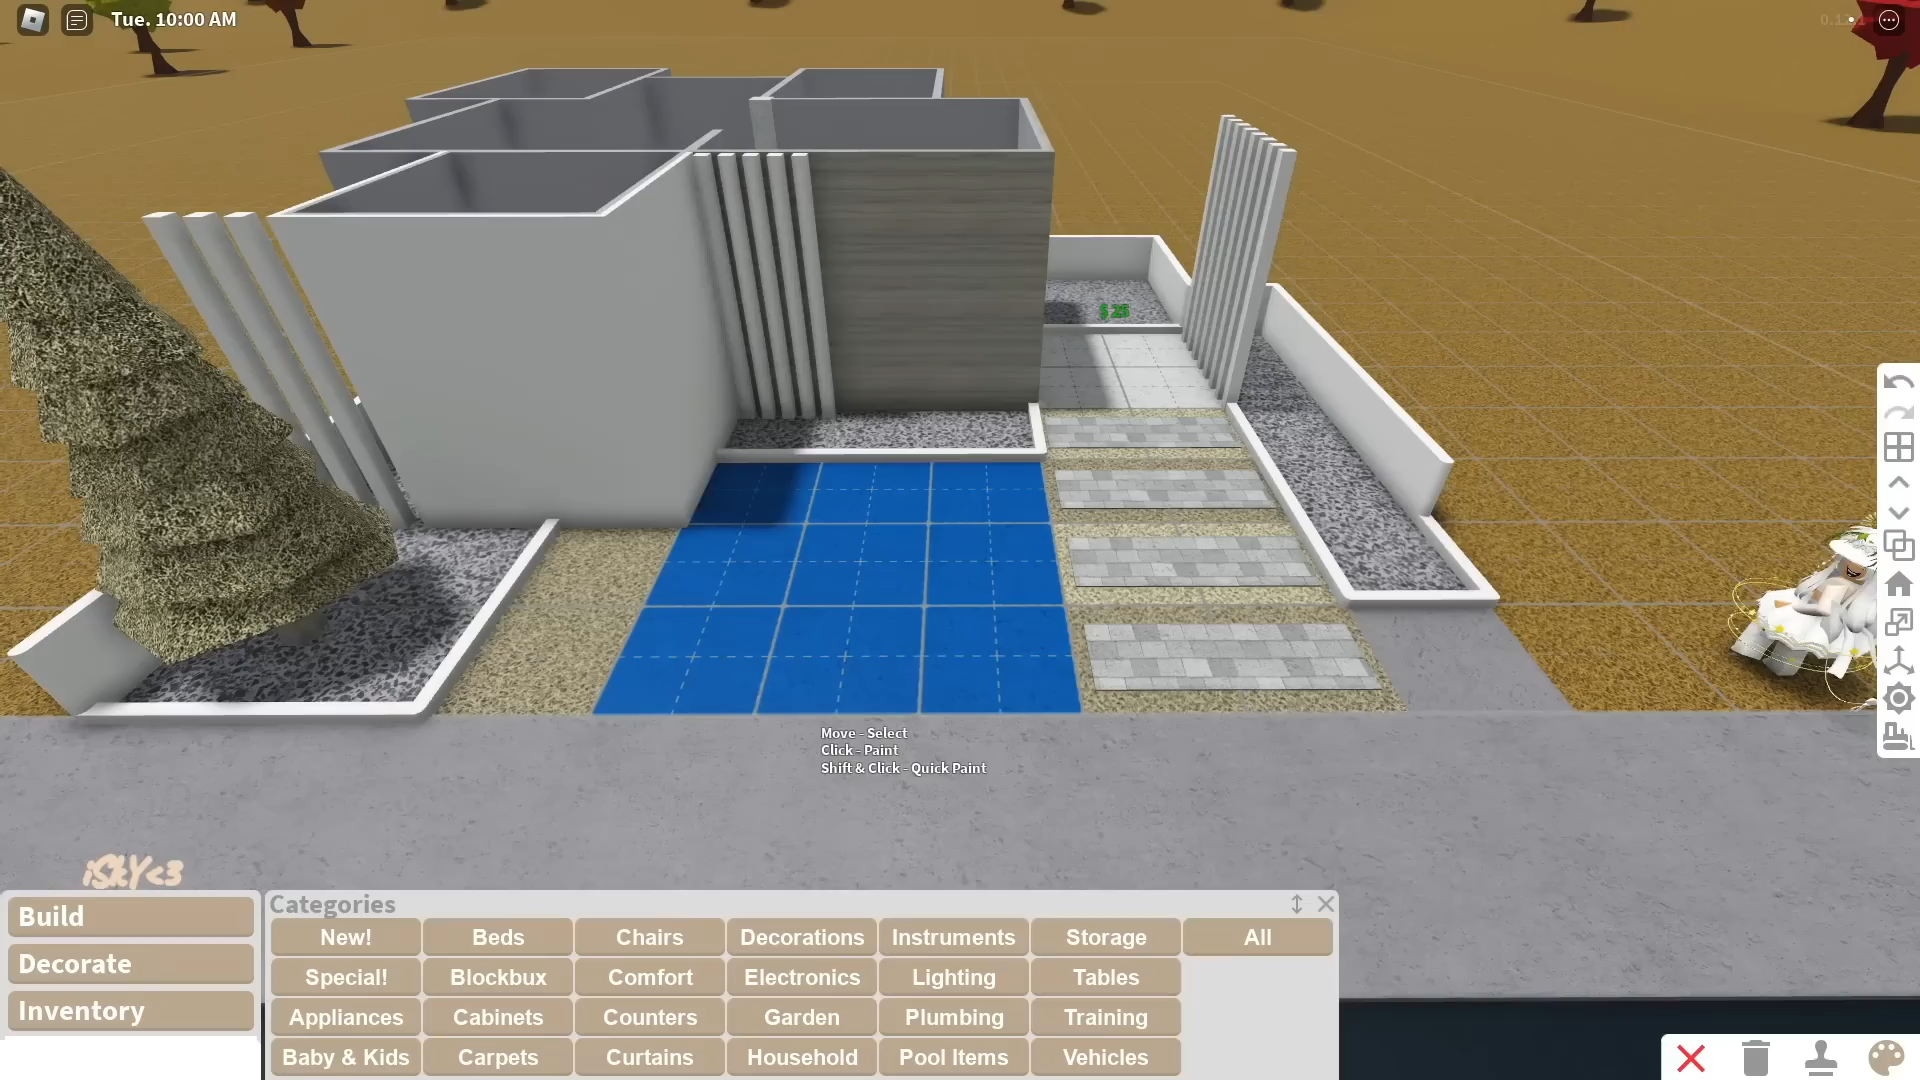 Tue. 10:00 AM
$25
Move - Select
Click - Paint
Shift & Click - Quick Paint
iSkY<3
Build
Decorate
Inventory
Categories
New!
Beds
Chairs
Decorations
Instruments
Storage
All
Special!
Blockbux
Comfort
Electronics
Lighting
Tables
Appliances
Cabinets
Counters
Garden
Plumbing
Training
Baby & Kids
Carpets
Curtains
Household
Pool Items
Vehicles